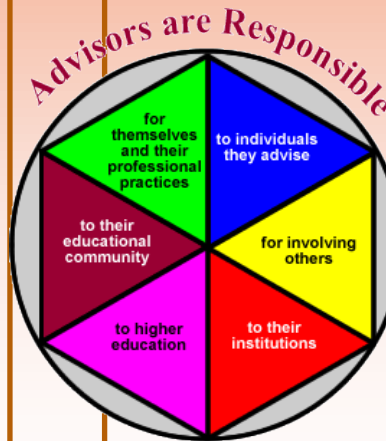 Advisors are Responsible
for
themselves
and their
professional
practices
to individuals
they advise
to their
educational
community
for involving
others
to higher
education
to their
institutions